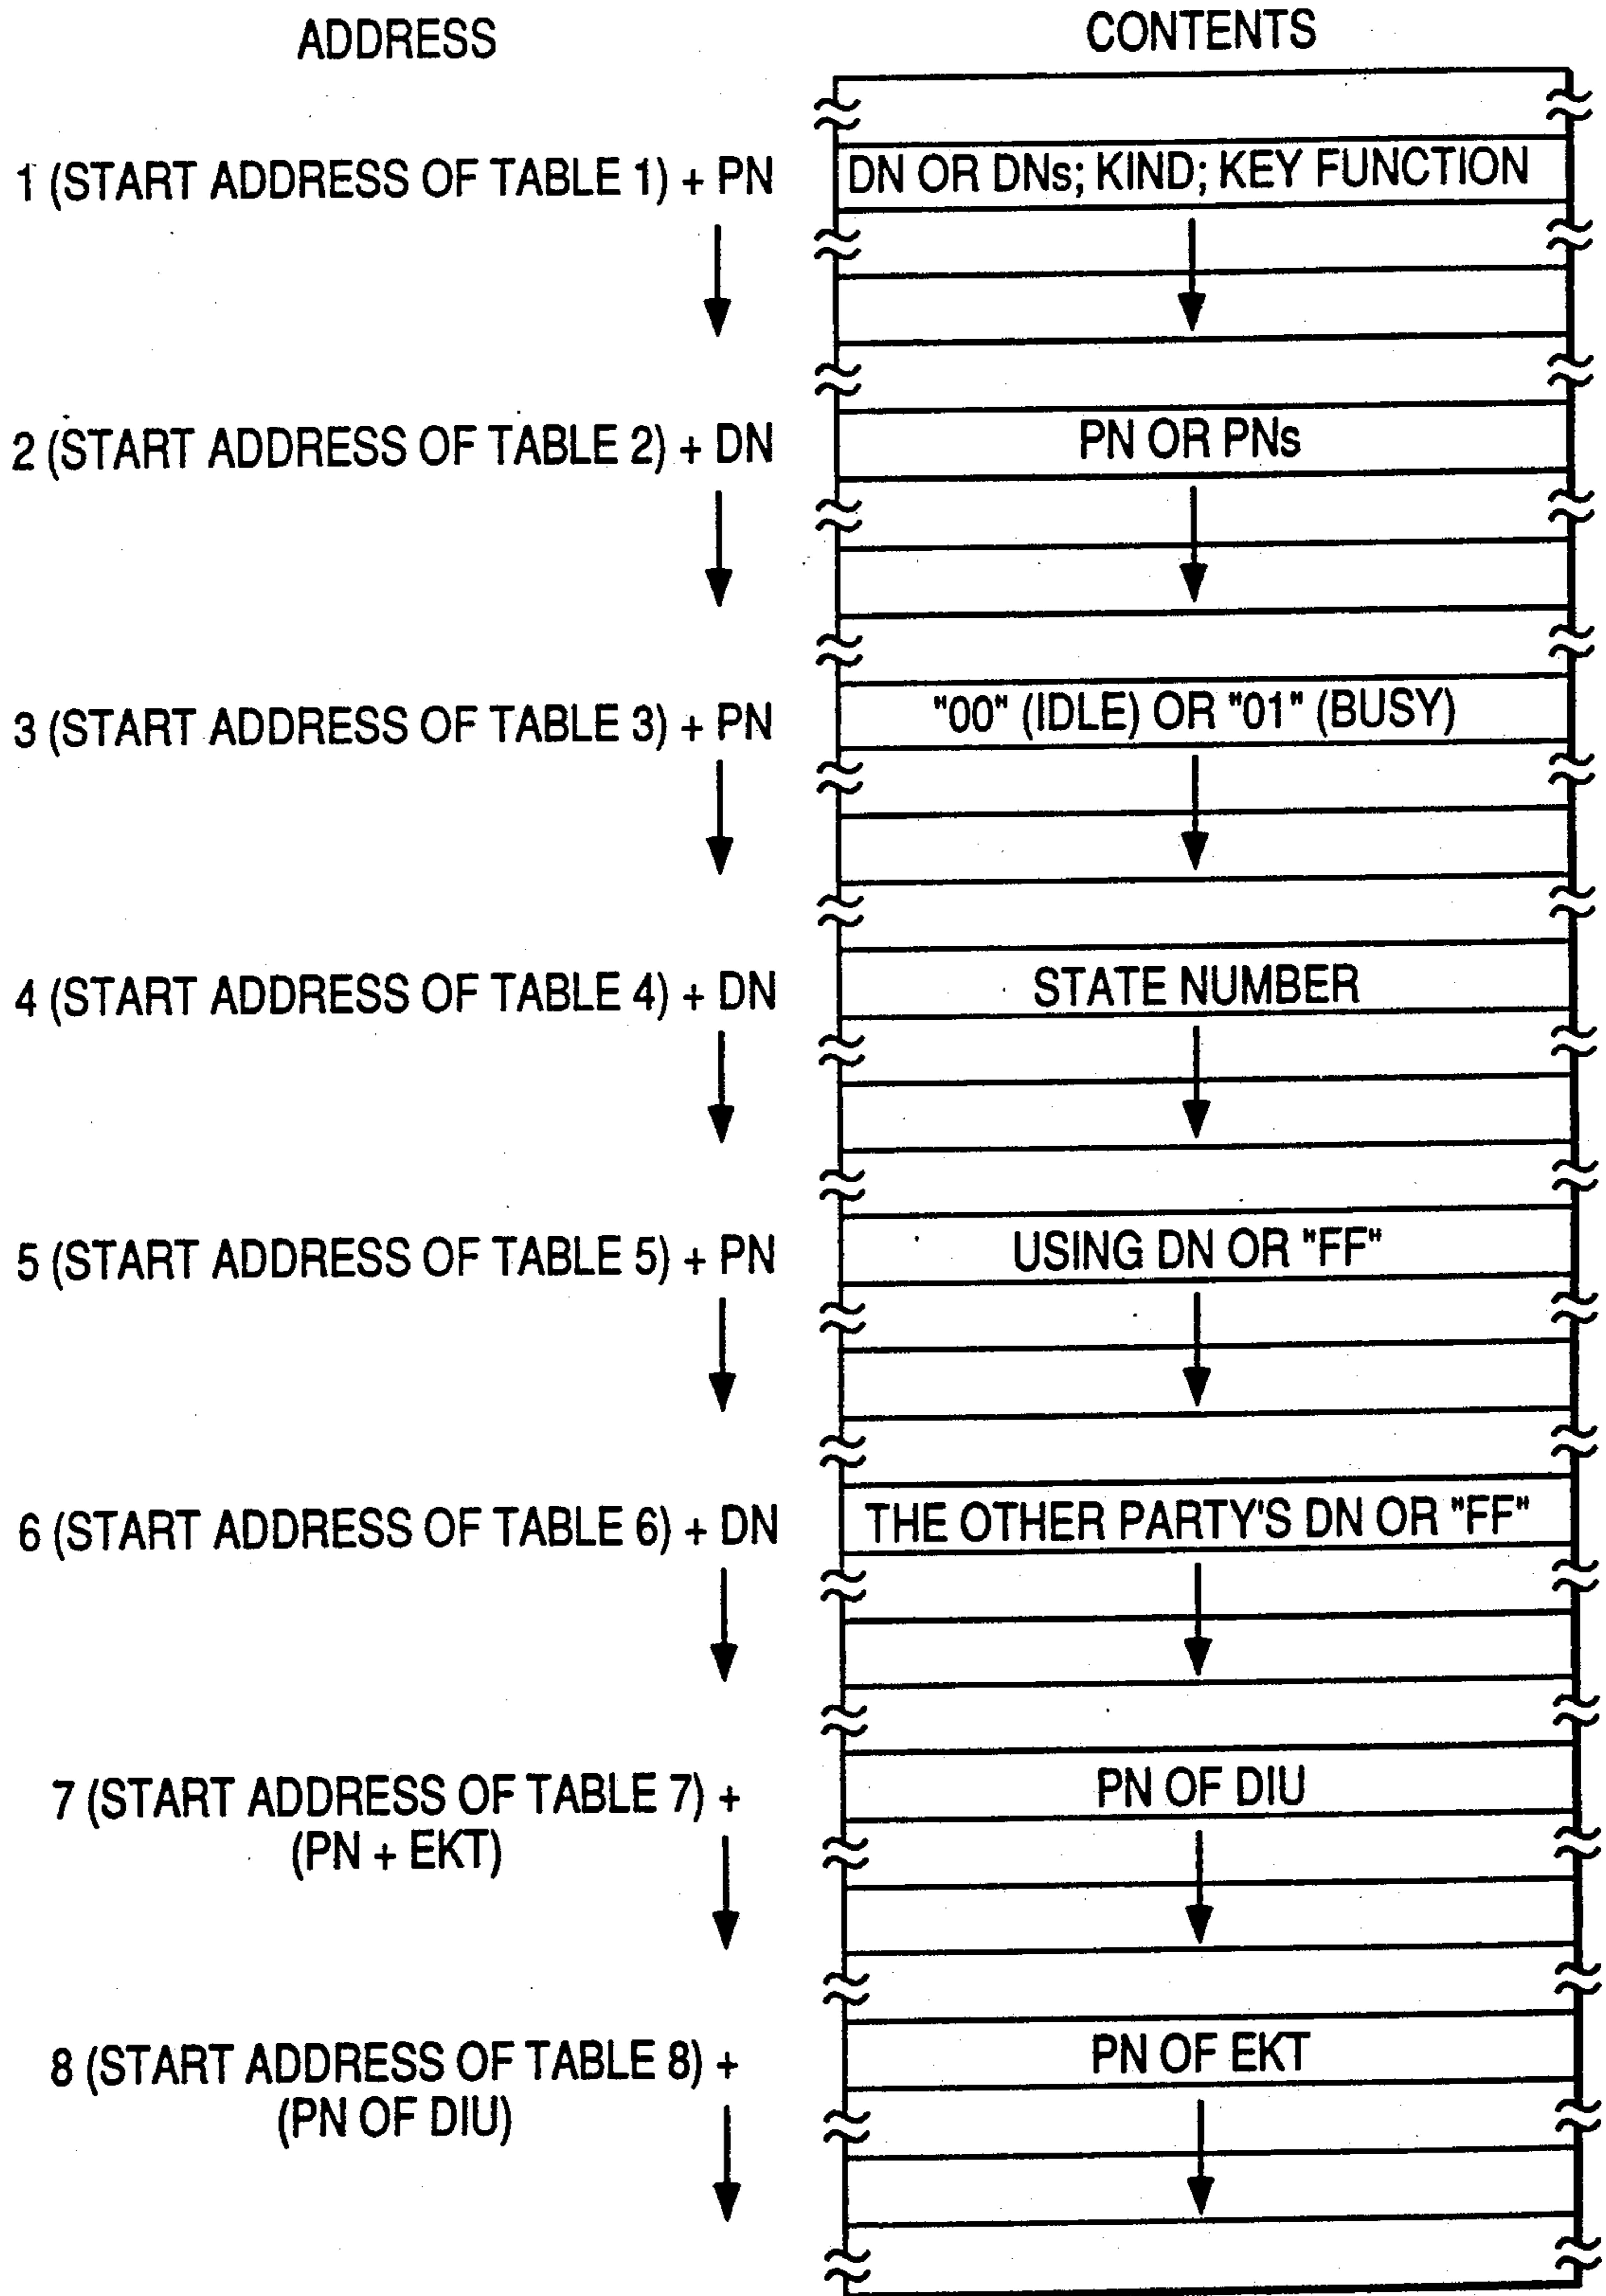 ADDRESS CONTENTS
1 (START ADDRESS OF TABLE 1) + PN DN OR DNs; KIND; KEY FUNCTION
2 (START ADDRESS OF TABLE 2) + DN PN OR PNs
3 (START ADDRESS OF TABLE 3) + PN "00" (IDLE) OR "01" (BUSY)
4 (START ADDRESS OF TABLE 4) + DN STATE NUMBER
5 (START ADDRESS OF TABLE 5) + PN USING DN OR "FF"
6 (START ADDRESS OF TABLE 6) + DN THE OTHER PARTY'S DN OR "FF"
7 (START ADDRESS OF TABLE 7) + PN OF DIU
(PN + EKT)
8 (START ADDRESS OF TABLE 8) + PN OF EKT
(PN OF DIU)